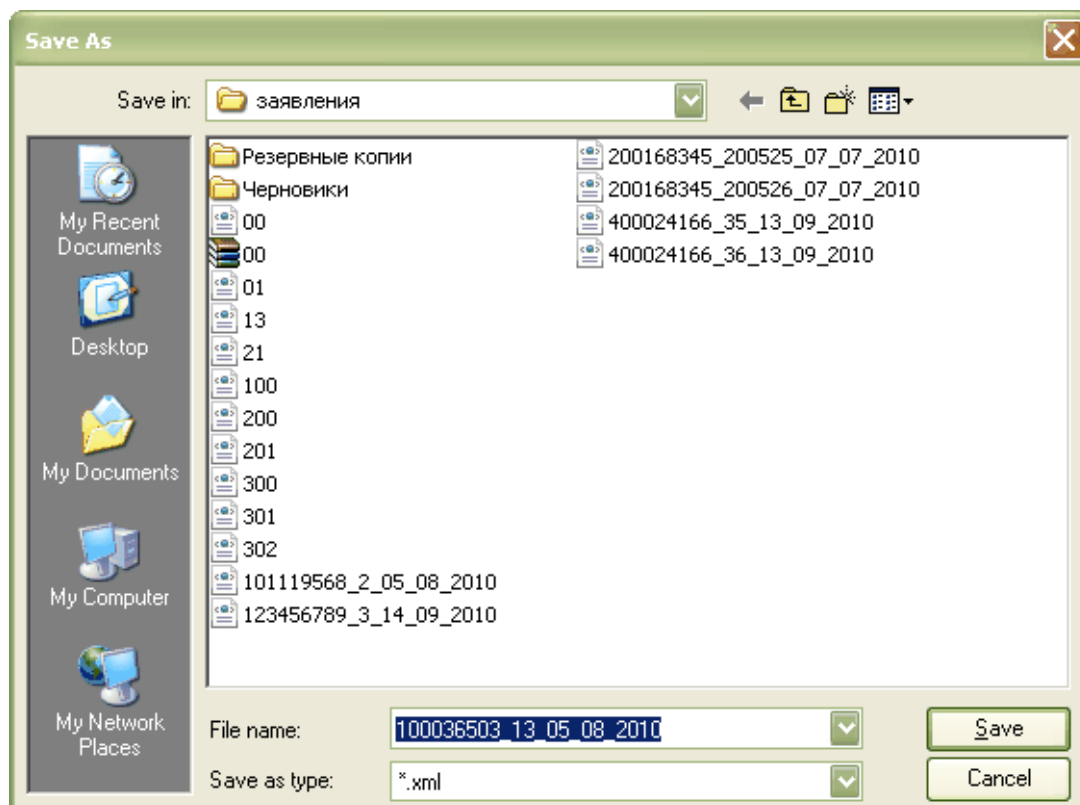 Save As
Save in:
заявления
My Recent
Documents
Desktop
My Documents
My Computer
My Network
Places
Резервные копии
Черновики
00
00
01
13
21
100
200
201
300
301
302
101119568_2_05_08_2010
123456789_3_14_09_2010
200168345_200525_07_07_2010
200168345_200526_07_07_2010
400024166_35_13_09_2010
400024166_36_13_09_2010
File name:
100036503_13_05_08_2010
Save
Save as type:
*.xml
Cancel